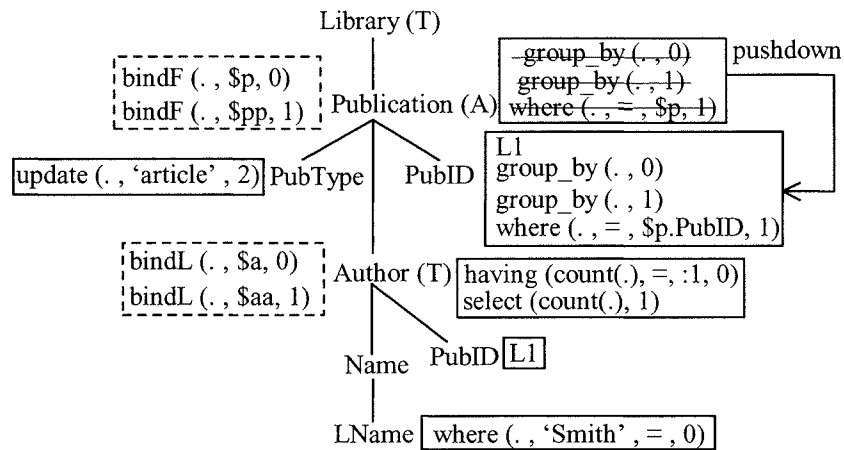 Library (T)
bindF (. , $p, 0)
bindF (. , $pp, 1)
Publication (A)
group_by (. , 0)
group_by (. , 1)
where (. , = , $p, 1)
pushdown
update (. , ‘article’ , 2)
PubType
PubID
L1
group_by (. , 0)
group_by (. , 1)
where (. , = , $p.PubID, 1)
bindL (. , $a, 0)
bindL (. , $aa, 1)
Author (T)
having (count(.), =, :1, 0)
select (count(.), 1)
Name
PubID
L1
LName
where (. , ‘Smith’ , = , 0)